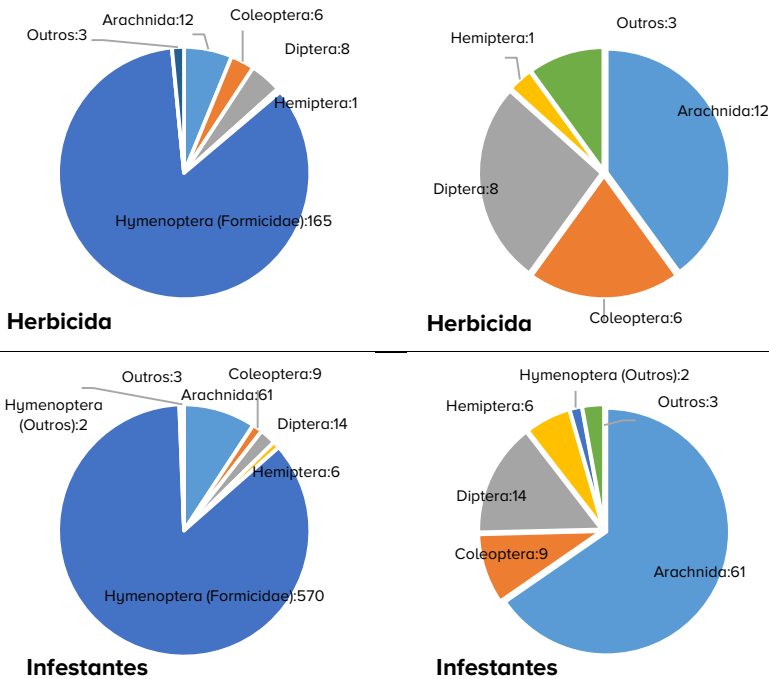 Outros:3
Arachnida:12
Coleoptera:6
Diptera:8
Hemiptera:1
Hymenoptera (Formicidae):165
Herbicida
Hemiptera:1
Outros:3
Arachnida:12
Diptera:8
Coleoptera:6
Herbicida
Outros:3
Coleoptera:9
Arachnida:61
Hymenoptera
(Outros):2
Diptera:14
Hemiptera:6
Hymenoptera (Formicidae):570
Infestantes
Hymenoptera (Outros):2
Hemiptera:6
Outros:3
Diptera:14
Coleoptera:9
Arachnida:61
Infestantes